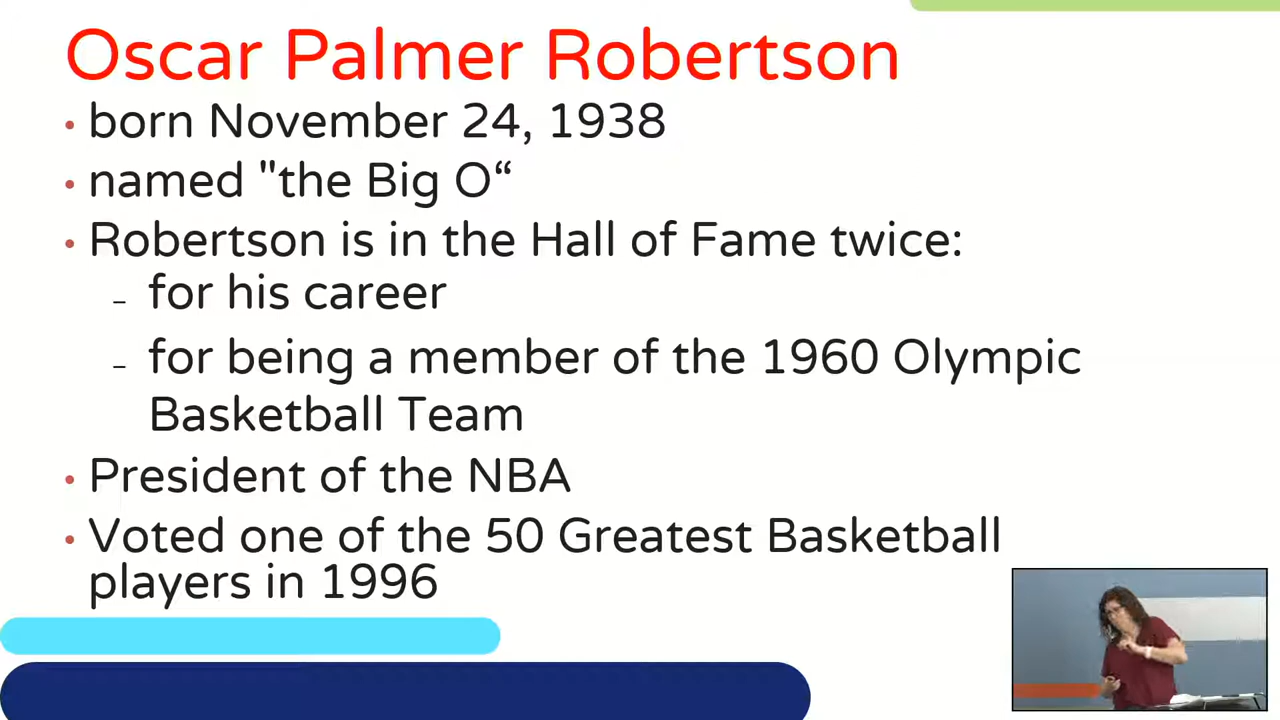 Oscar Palmer Robertson
• born November 24, 1938
• named "the Big O“
• Robertson is in the Hall of Fame twice:
– for his career
– for being a member of the 1960 Olympic
Basketball Team
• President of the NBA
• Voted one of the 50 Greatest Basketball
players in 1996